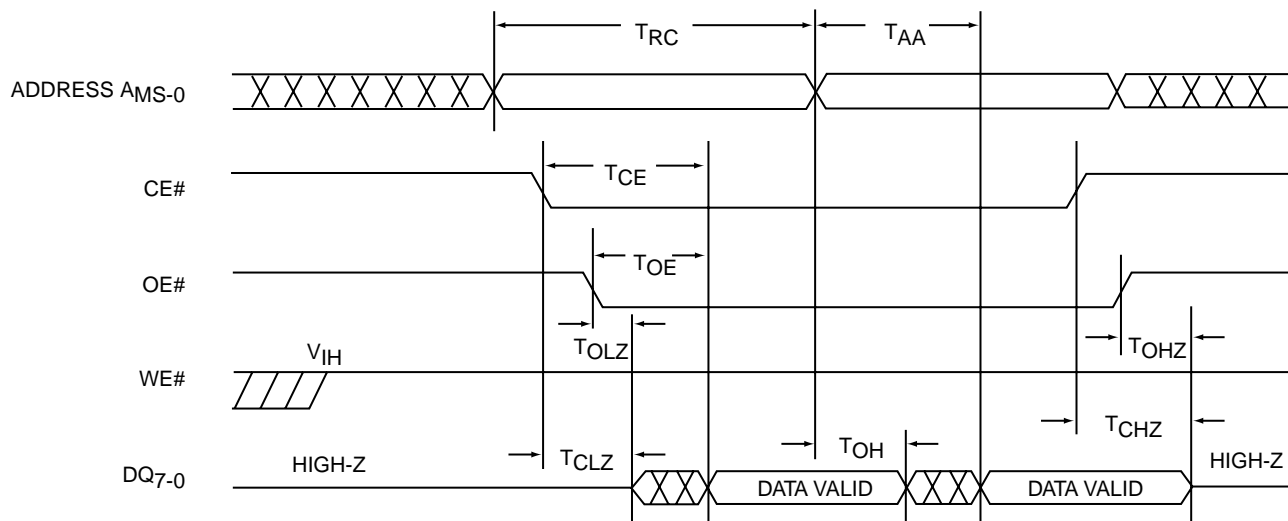 TRC TAA
ADDRESS AMS-0
TCE
CE#
TOE
OE#
TOLZ TOHZ
VIH
WE#
TCHZ
TOH
HIGH-Z TCLZ HIGH-Z
DQ7-0 DATA VALID DATA VALID